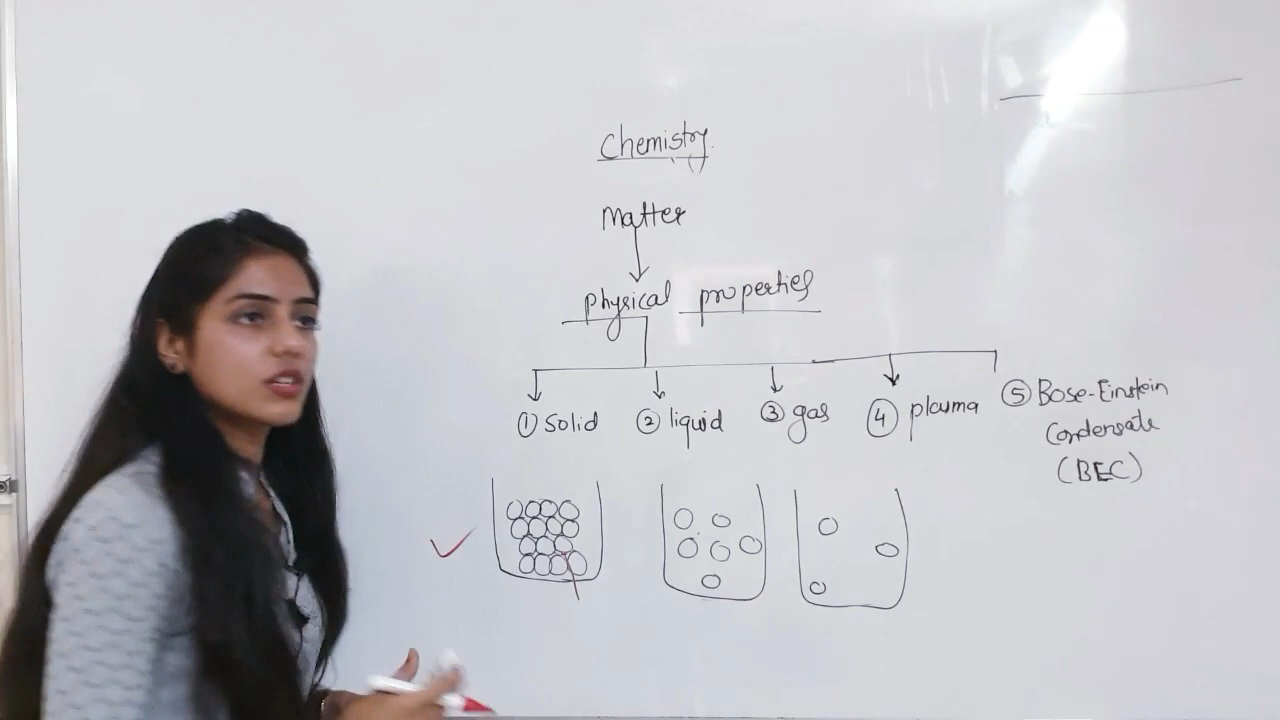 Chemistry
Matter
Physical properties
① Solid ② liquid ③ gas ④ plasma ⑤ Bose-Einstein
Condensate
(BEC)